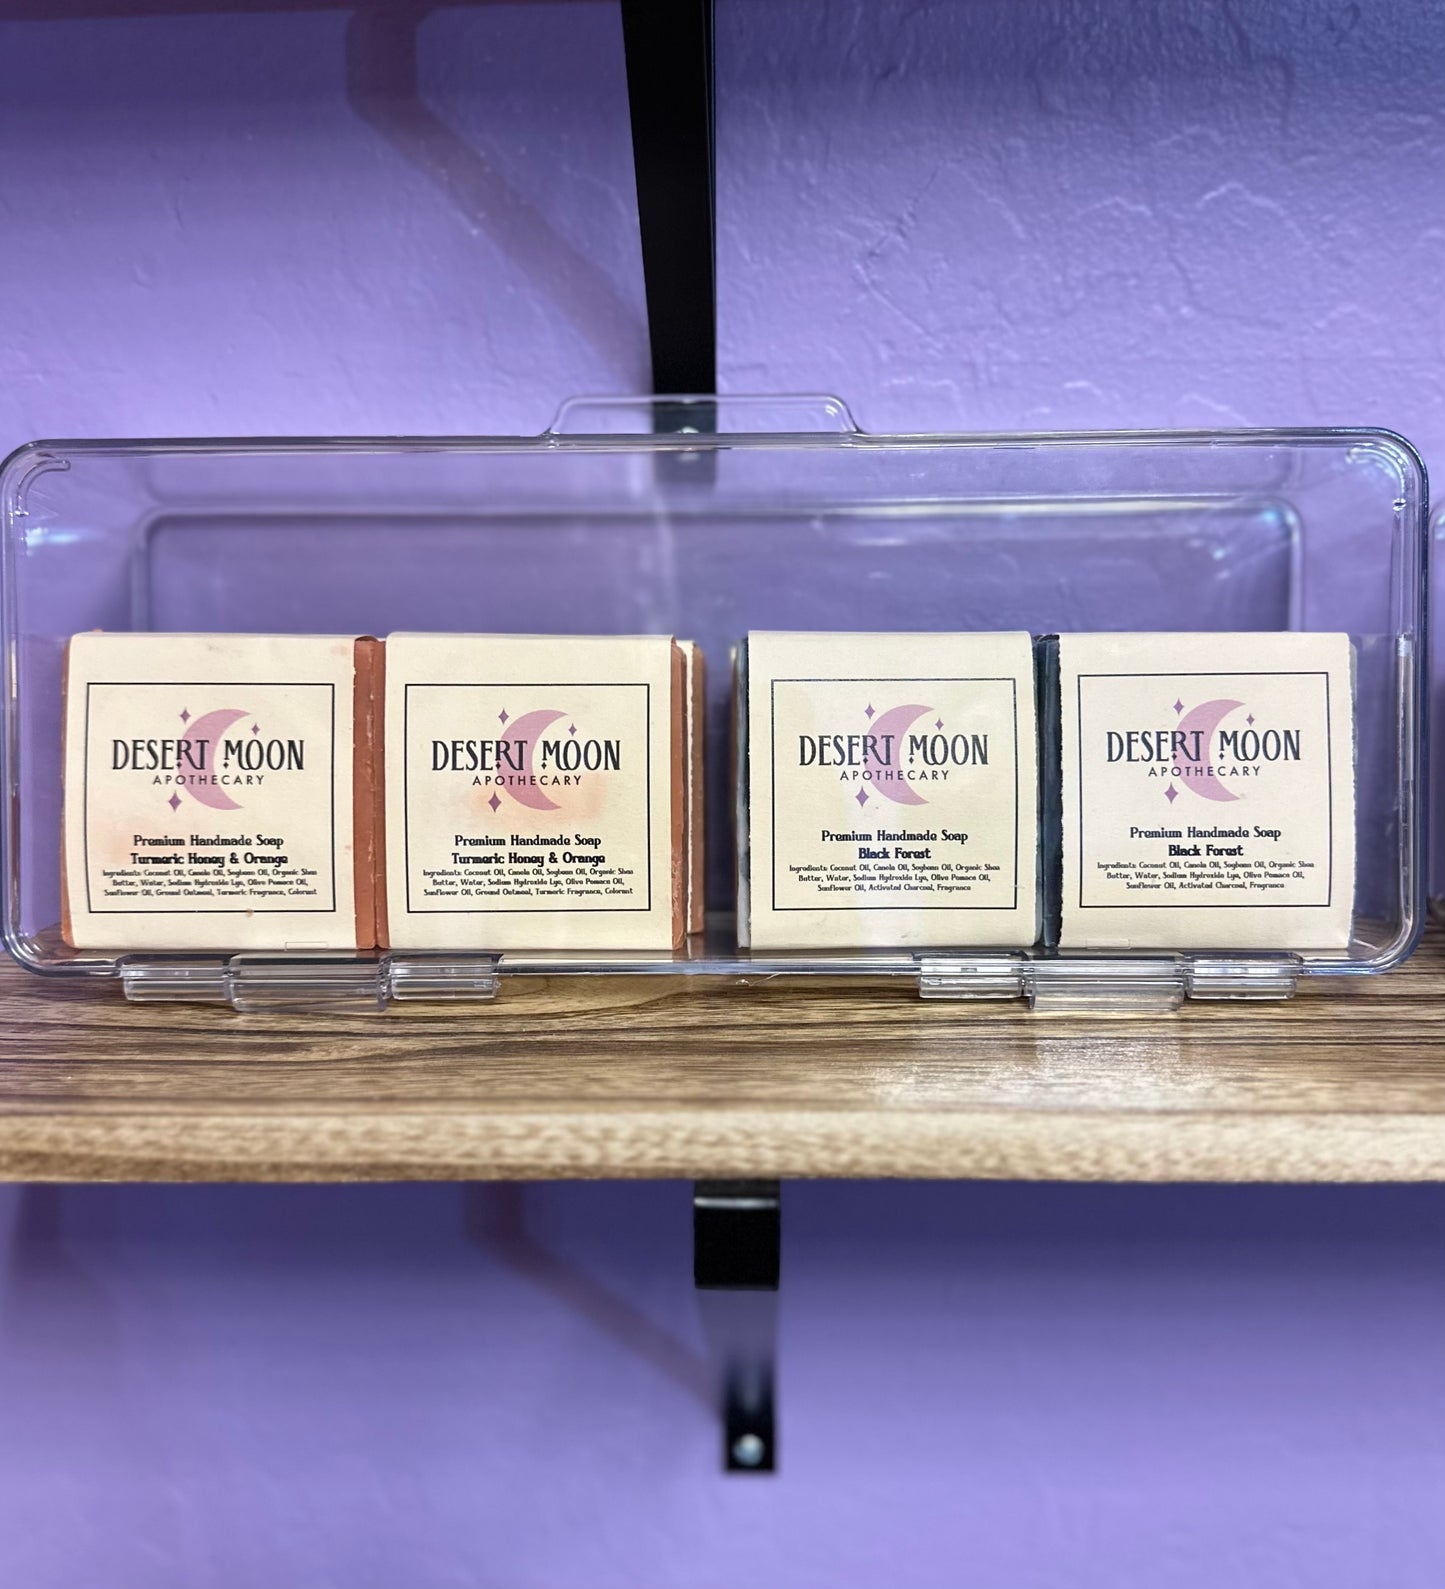 DESERT MOON
APOTHECARY
Premium Handmade Soap
Turmeric Honey & Orange
Ingredients: Coconut Oil, Canola Oil, Soybean Oil, Organic Shea
Butter, Water, Sodium Hydroxide Lye, Olive Pomace Oil,
Sunflower Oil, Ground Oatmeal, Turmeric Fragrance, Colorant
DESERT MOON
APOTHECARY
Premium Handmade Soap
Turmeric Honey & Orange
Ingredients: Coconut Oil, Canola Oil, Soybean Oil, Organic Shea
Butter, Water, Sodium Hydroxide Lye, Olive Pomace Oil,
Sunflower Oil, Ground Oatmeal, Turmeric Fragrance, Colorant
DESERT MOON
APOTHECARY
Premium Handmade Soap
Black Forest
Ingredients: Coconut Oil, Canola Oil, Soybean Oil, Organic Shea
Butter, Water, Sodium Hydroxide Lye, Olive Pomace Oil,
Sunflower Oil, Activated Charcoal, Fragrance
DESERT MOON
APOTHECARY
Premium Handmade Soap
Black Forest
Ingredients: Coconut Oil, Canola Oil, Soybean Oil, Organic Shea
Butter, Water, Sodium Hydroxide Lye, Olive Pomace Oil,
Sunflower Oil, Activated Charcoal, Fragrance